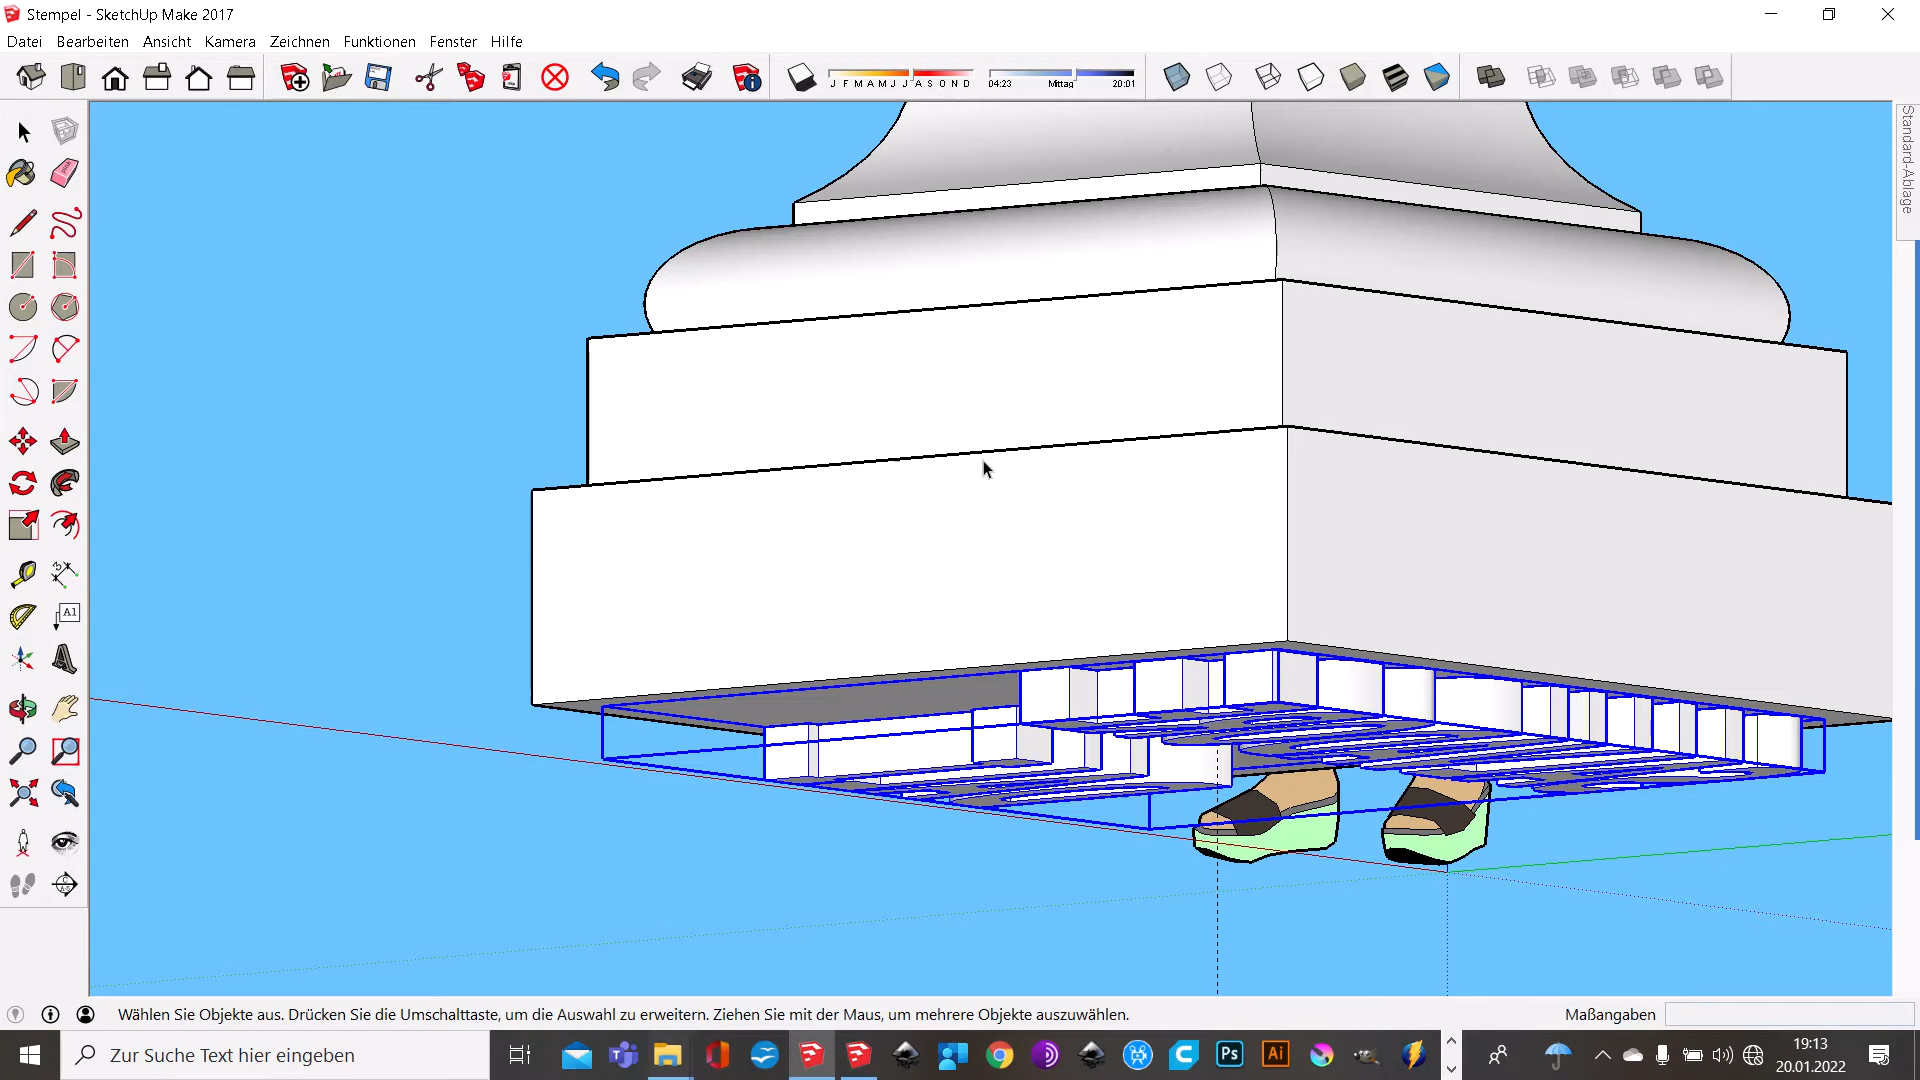 Stempel - SketchUp Make 2017
Datei Bearbeiten Ansicht Kamera Zeichnen Funktionen Fenster Hilfe
J F M A M J J A S O N D
04:23 Mittag 20:01
Standard-Ablage
A1
Wählen Sie Objekte aus. Drücken Sie die Umschalttaste, um die Auswahl zu erweitern. Ziehen Sie mit der Maus, um mehrere Objekte auszuwählen.
Maßangaben
Zur Suche Text hier eingeben
Ps
Ai
19:13
20.01.2022